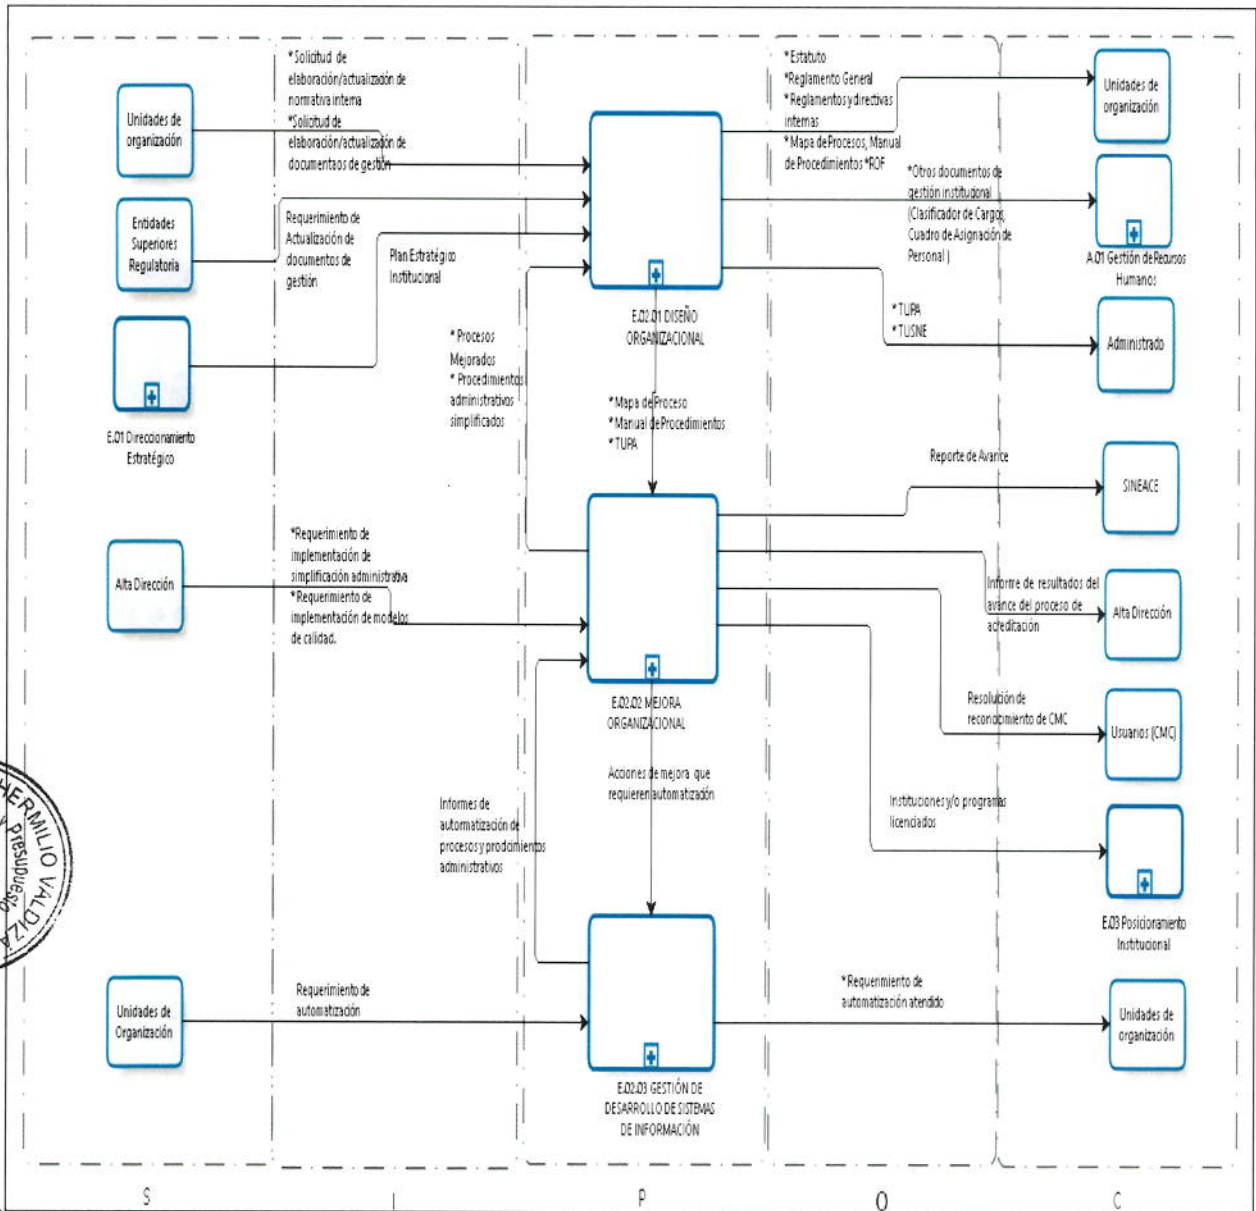 Unidades de
organización
Entidades
Superiores
Regulatoria
E.01 Direccionamiento
Estratégico
Alta Dirección
Unidades de
Organización
*Solicitud de
elaboración/actualización de
normativa interna
*Solicitud de
elaboración/actualización de
documentaos de gestión
Requerimiento de
Actualización de
documentos de
gestión
Plan Estratégico
Institucional
* Procesos
Mejorados
* Procedimientos
administrativos
simplificados
*Requerimiento de
implementación de
simplificación administrativa
*Requerimiento de
implementación de modelos
de calidad.
Informes de
autormatización de
procesos y prodcimientos
administrativos
Requerimiento de
automatización
E.02.01 DISEÑO
ORGANIZACIONAL
* Mapa de Proceso
* Manual de Procedimientos
* TUPA
E.02.02 MEJORA
ORGANIZACIONAL
Acciones de mejora que
requieren automatización
E.02.03 GESTIÓN DE
DESARROLLO DE SISTEMAS
DE INFORMACIÓN
* Estatuto
*Reglamento General
* Reglamentos y directivas
internas
*Mapa de Procesos, Manual
de Procedimientos *ROF
*Otros documentos de
gestión institucional
(Clasificador de Cargos,
Cuadro de Asignación de
Personal )
* TUPA
* TUSNE
Reporte de Avance
Informe de resultados del
avance del proceso de
acreditación
Resolución de
reconocimiento de CMC
Instituciones y/o programas
licenciados
* Requerimiento de
automatización atendido
Unidades de
organización
A.01 Gestión de Recursos
Humanos
Administrado
SINEACE
Alta Dirección
Usuarios (CMC)
E.03 Posicionamiento
Institucional
Unidades de
organización
S
I
P
O
C
HERMILIO VALDIZA
Presupuesto